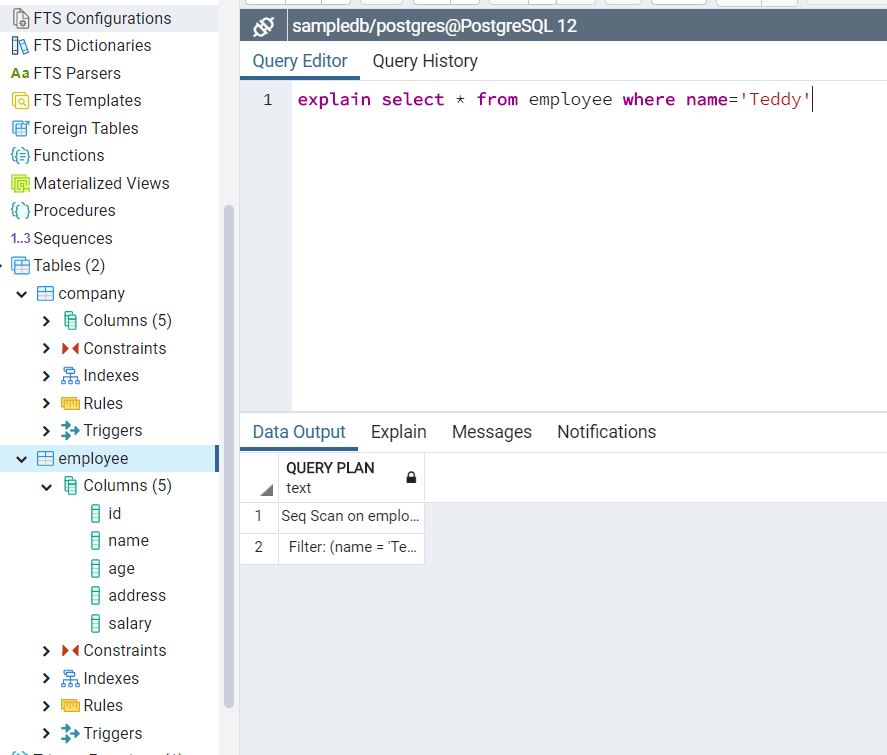 FTS Configurations
FTS Dictionaries
Aa FTS Parsers
FTS Templates
Foreign Tables
Functions
Materialized Views
Procedures
1..3 Sequences
Tables (2)
company
Columns (5)
Constraints
Indexes
Rules
Triggers
employee
Columns (5)
id
name
age
address
salary
Constraints
Indexes
Rules
Triggers
sampledb/postgres@PostgreSQL 12
Query Editor Query History
1 explain select * from employee where name='Teddy'
Data Output Explain Messages Notifications
QUERY PLAN
text
1 Seq Scan on emplo...
2 Filter: (name = 'Te...